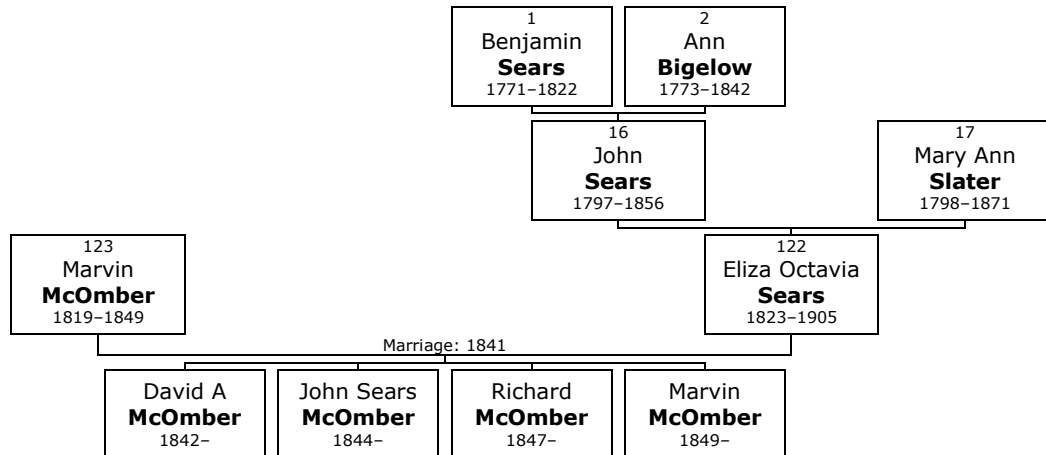 1
Benjamin
Sears
1771–1822
2
Ann
Bigelow
1773–1842
16
John
Sears
1797–1856
17
Mary Ann
Slater
1798–1871
123
Marvin
McOmber
1819–1849
122
Eliza Octavia
Sears
1823–1905
Marriage: 1841
David A
McOmber
1842–
John Sears
McOmber
1844–
Richard
McOmber
1847–
Marvin
McOmber
1849–